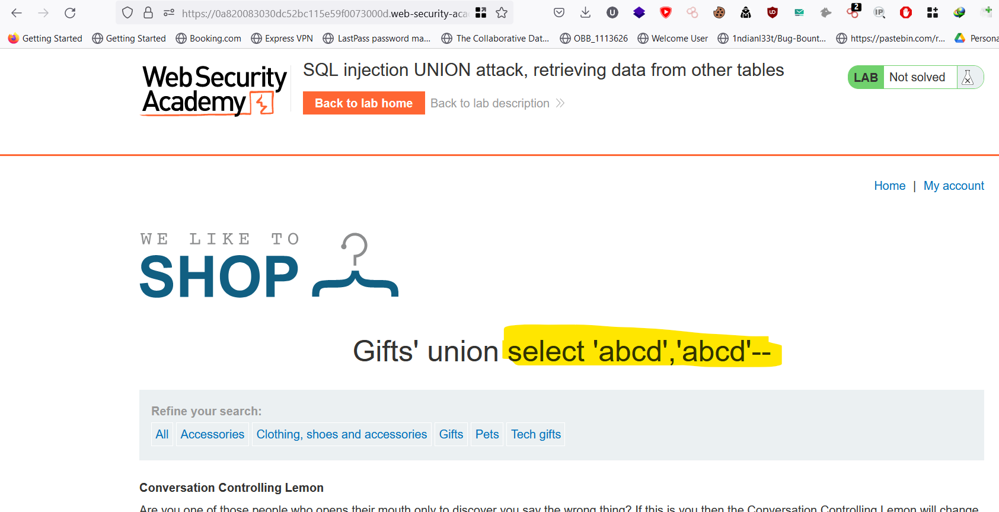 https://0a820083030dc52bc115e59f0073000d.web-security-aca
U
UO
IP
2
Getting Started
Getting Started
Booking.com
Express VPN
LastPass password ma...
The Collaborative Dat...
OBB_1113626
Welcome User
1ndianl33t/Bug-Bount...
https://pastebin.com/r...
Persona
Web Security
Academy
SQL injection UNION attack, retrieving data from other tables
Back to lab home
Back to lab description
LAB
Not solved
Home | My account
WE LIKE TO
SHOP
Gifts' union select 'abcd','abcd'--
Refine your search:
All
Accessories
Clothing, shoes and accessories
Gifts
Pets
Tech gifts
Conversation Controlling Lemon
Are you one of those people who opens their mouth only to discover you say the wrong thing? If this is you then the Conversation Controlling Lemon will change